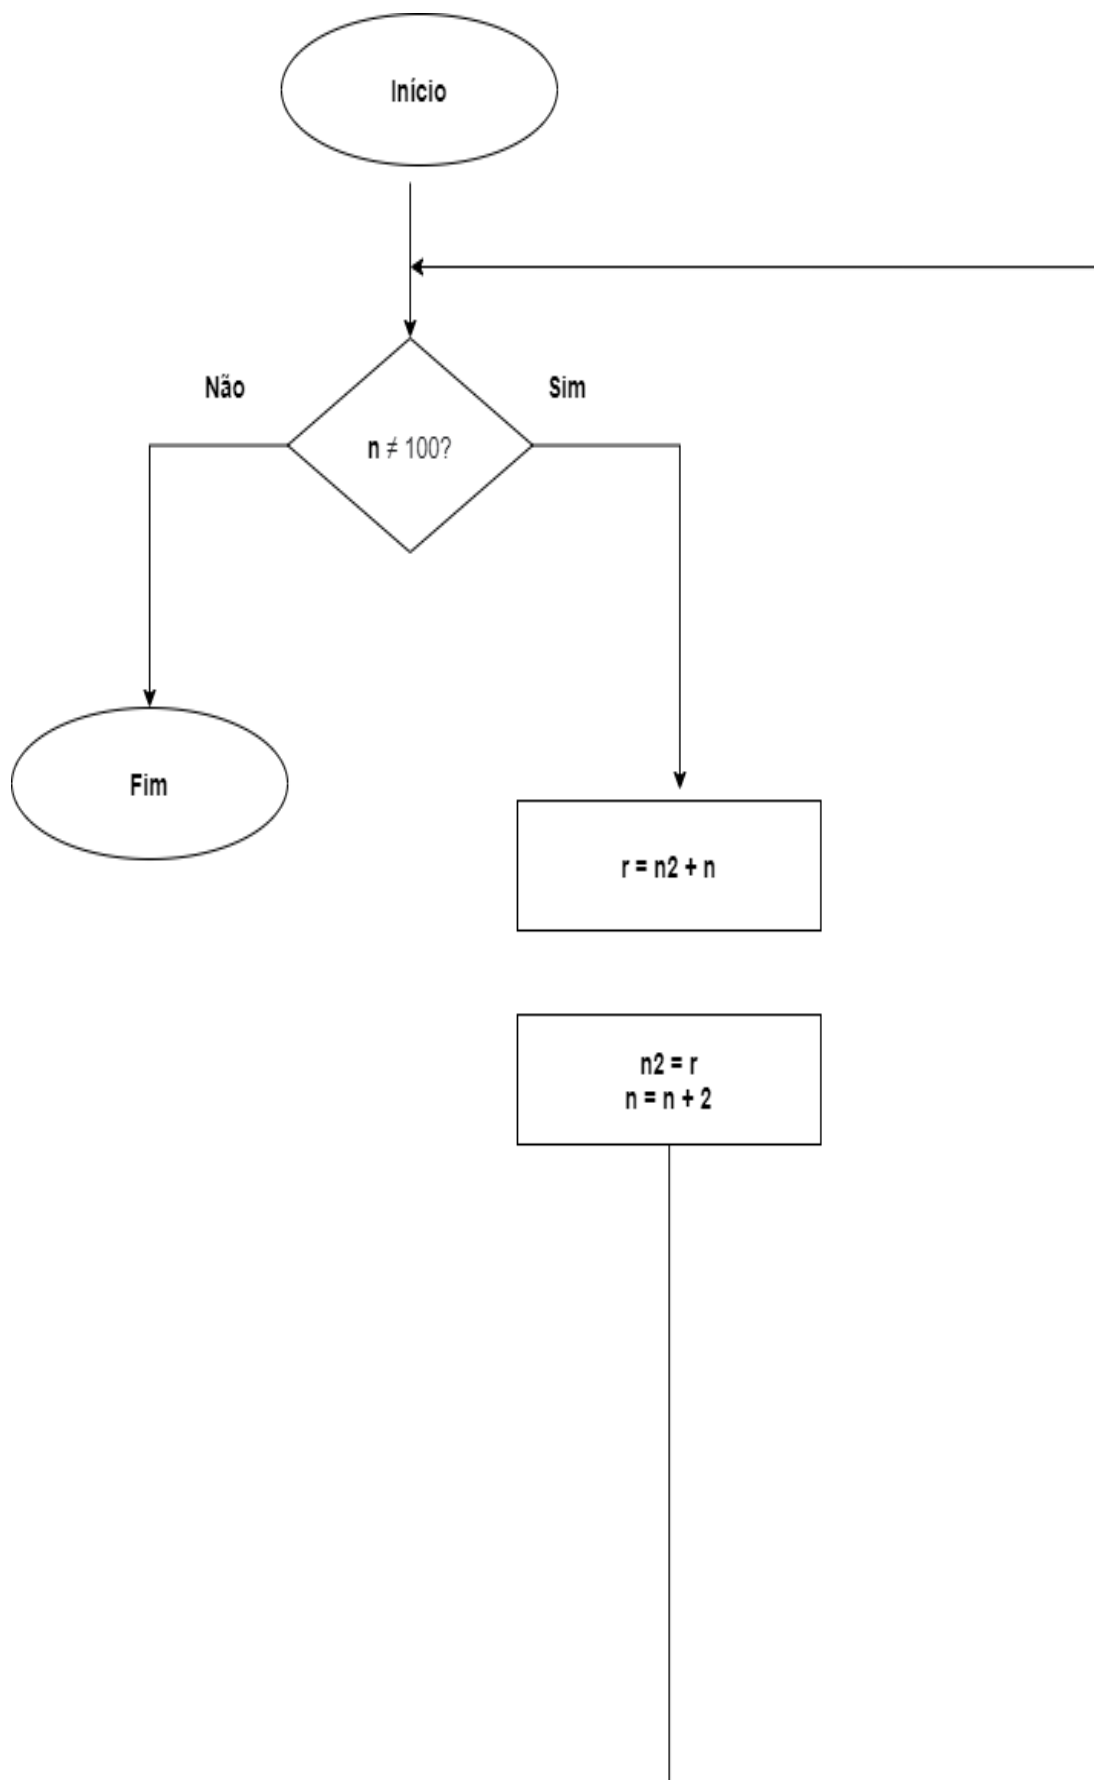 Início
Não
Sim
n ≠ 100?
Fim
r = n2 + n
n2 = r
n = n + 2